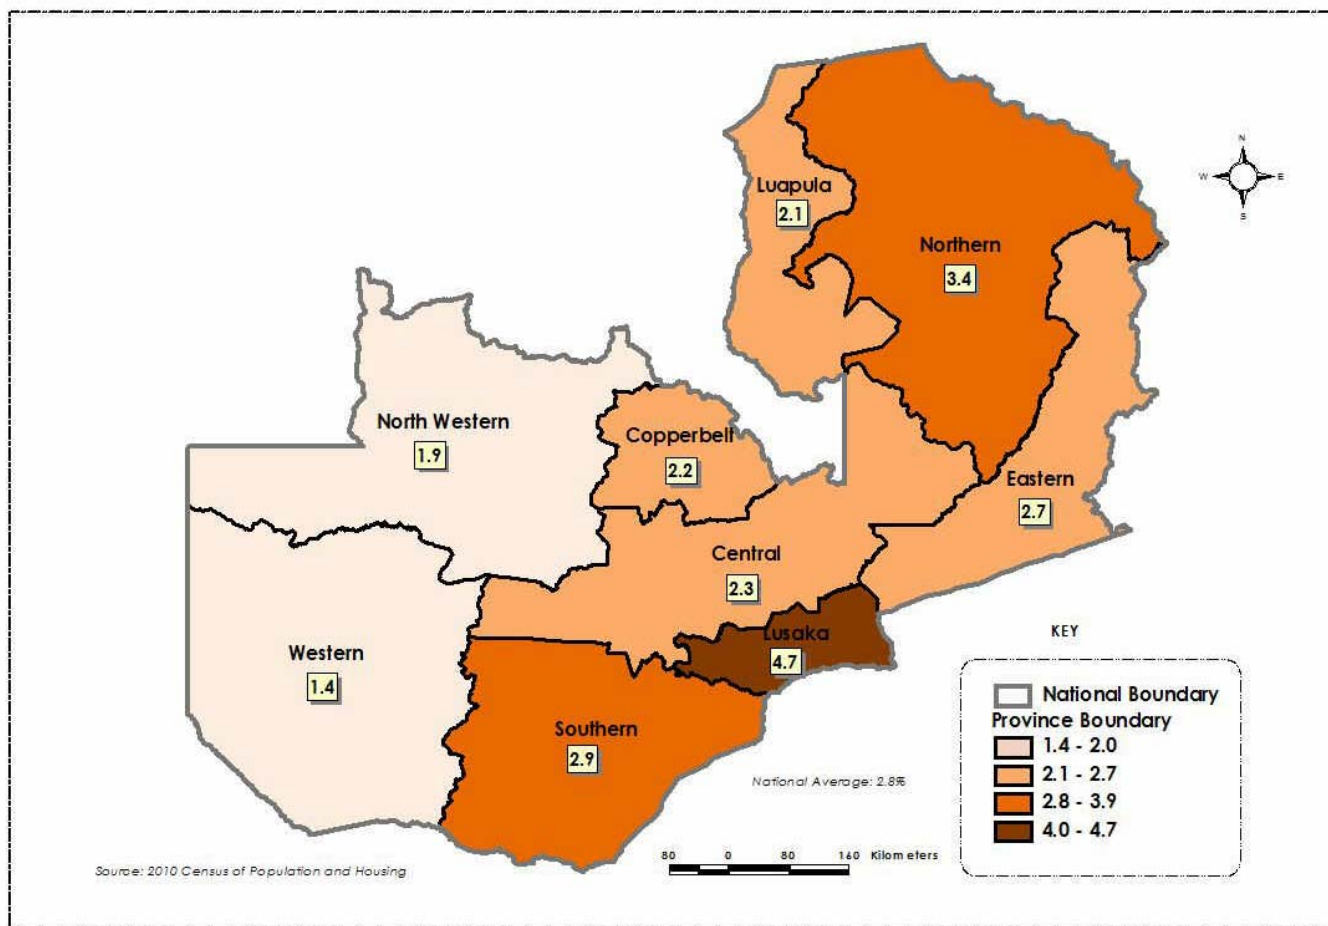 N
W E
S
Luapula
2.1
Northern
3.4
North Western
1.9
Copperbelt
2.2
Eastern
2.7
Central
2.3
Lusaka
4.7
Western
1.4
Southern
2.9
KEY
National Boundary
Province Boundary
1.4 - 2.0
2.1 - 2.7
2.8 - 3.9
4.0 - 4.7
National Average: 2.8%
80 0 80 160 Kilometers
Source: 2010 Census of Population and Housing